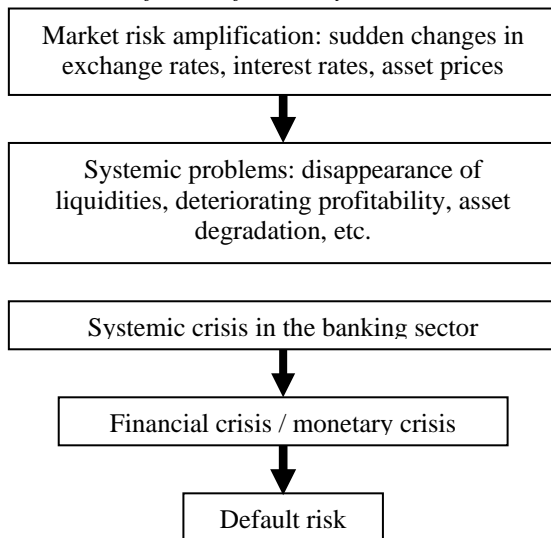 Market risk amplification: sudden changes in
exchange rates, interest rates, asset prices
Systemic problems: disappearance of
liquidities, deteriorating profitability, asset
degradation, etc.
Systemic crisis in the banking sector
Financial crisis / monetary crisis
Default risk